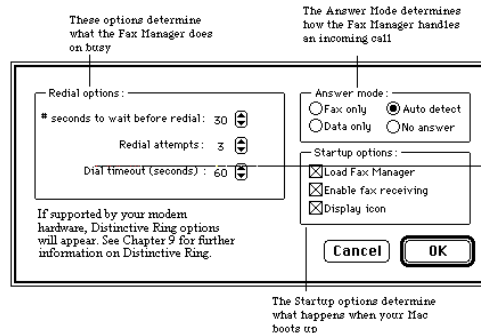 These options determine
what the Fax Manager does
on busy
The Answer Mode determines
how the Fax Manager handles
an incoming call
Redial options:
# seconds to wait before redial: 30
Redial attempts: 3
Dial timeout (seconds) : 60
If supported by your modem
hardware, Distinctive Ring options
will appear. See Chapter 9 for further
information on Distinctive Ring.
Answer mode:
Fax only Auto detect
Data only No answer
Startup options:
Load Fax Manager
Enable fax receiving
Display icon
Cancel OK
The Startup options determine
what happens when your Mac
boots up